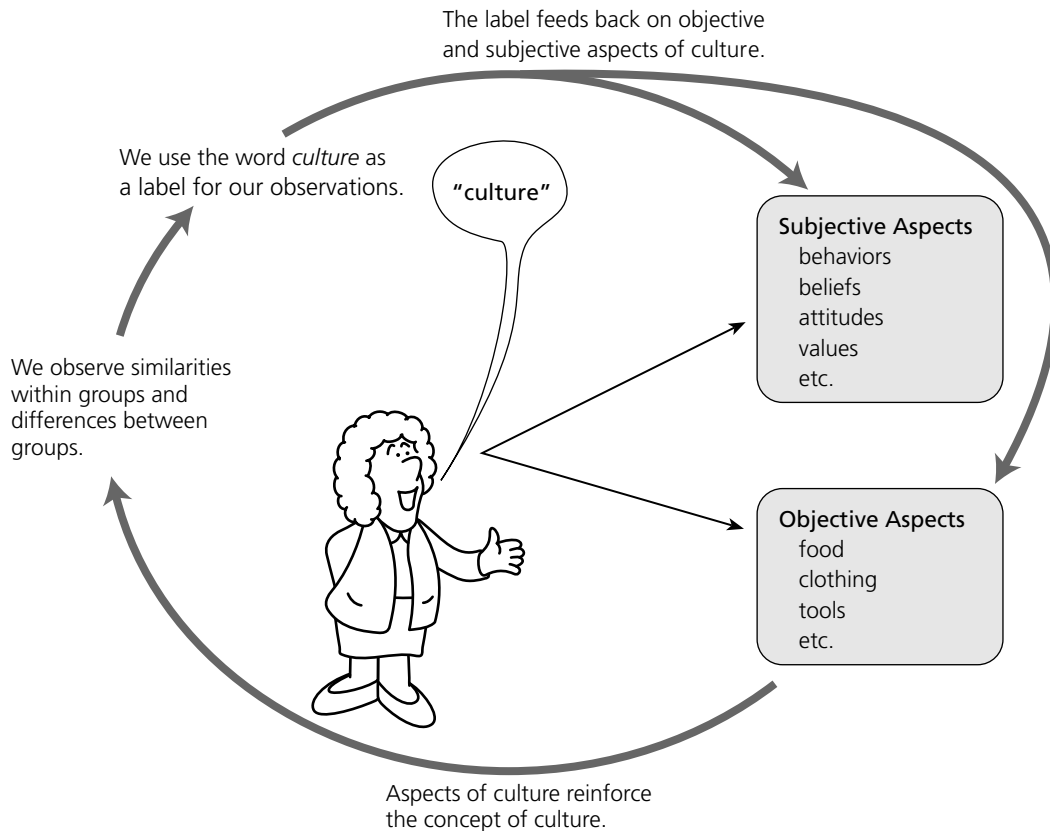 The label feeds back on objective
and subjective aspects of culture.
We use the word culture as
a label for our observations.
"culture"
Subjective Aspects
behaviors
beliefs
attitudes
values
etc.
We observe similarities
within groups and
differences between
groups.
Objective Aspects
food
clothing
tools
etc.
Aspects of culture reinforce
the concept of culture.